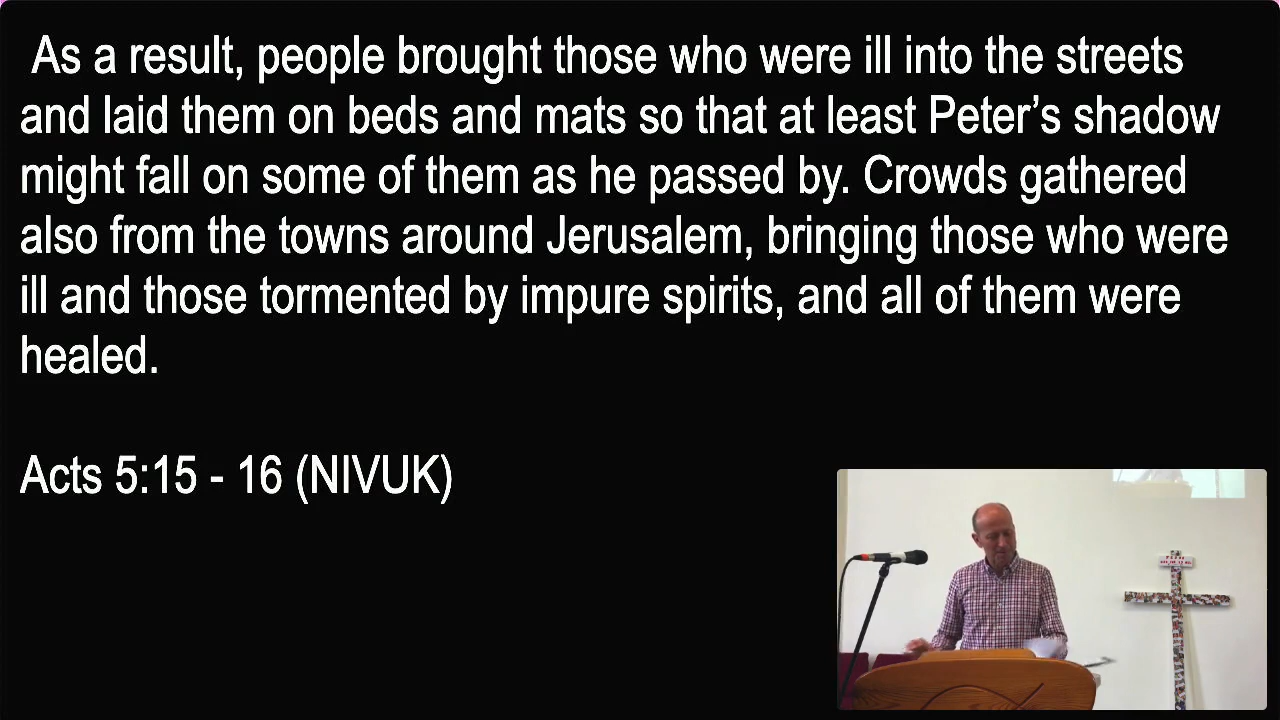 As a result, people brought those who were ill into the streets
and laid them on beds and mats so that at least Peter’s shadow
might fall on some of them as he passed by. Crowds gathered
also from the towns around Jerusalem, bringing those who were
ill and those tormented by impure spirits, and all of them were
healed.
Acts 5:15 - 16 (NIVUK)